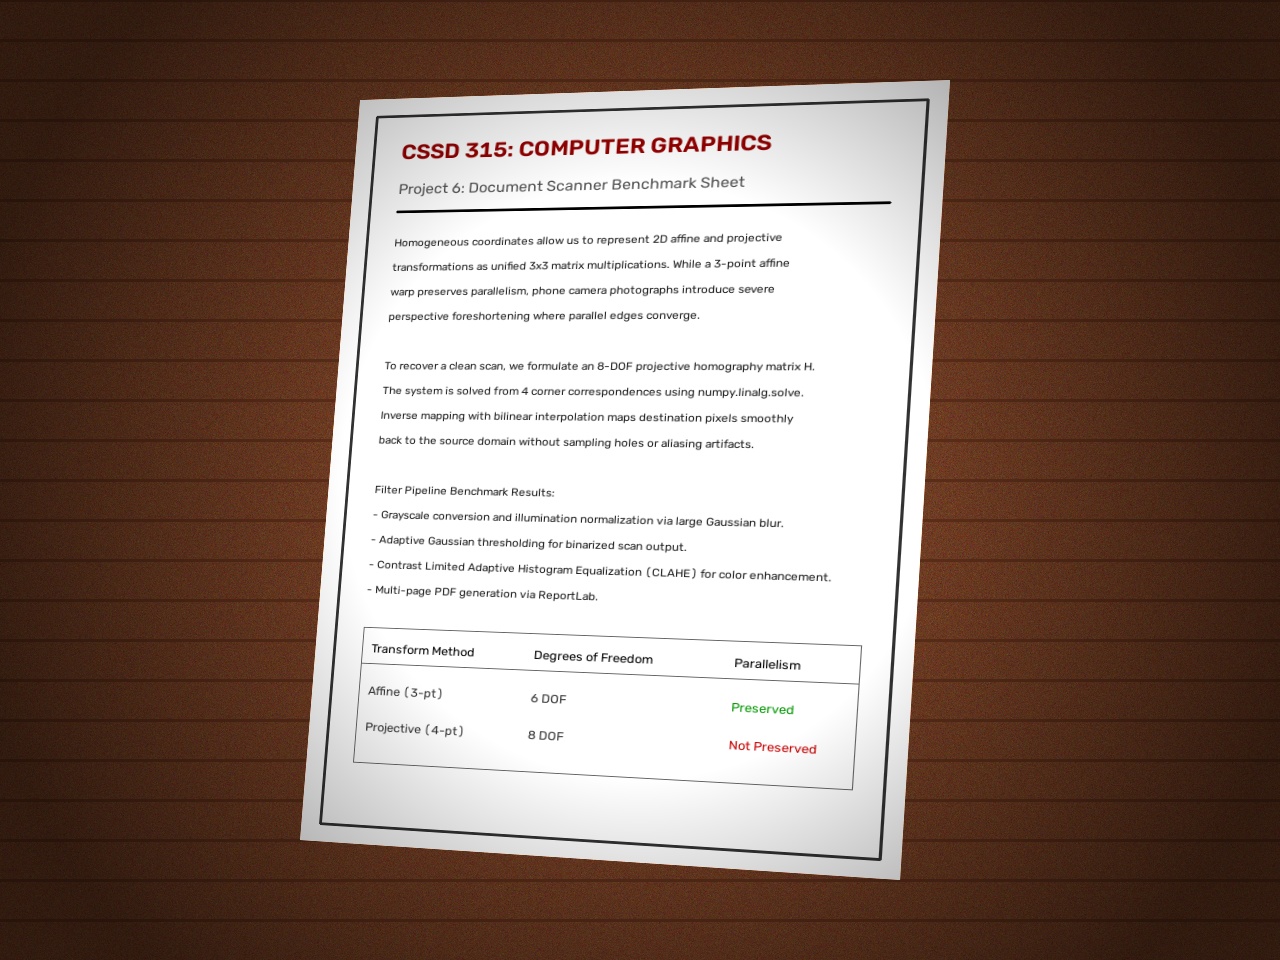 CSSD 315: COMPUTER GRAPHICS
Project 6: Document Scanner Benchmark Sheet
Homogeneous coordinates allow us to represent 2D affine and projective
transformations as unified 3x3 matrix multiplications. While a 3-point affine
warp preserves parallelism, phone camera photographs introduce severe
perspective foreshortening where parallel edges converge.
To recover a clean scan, we formulate an 8-DOF projective homography matrix H.
The system is solved from 4 corner correspondences using numpy.linalg.solve.
Inverse mapping with bilinear interpolation maps destination pixels smoothly
back to the source domain without sampling holes or aliasing artifacts.
Filter Pipeline Benchmark Results:
- Grayscale conversion and illumination normalization via large Gaussian blur.
- Adaptive Gaussian thresholding for binarized scan output.
- Contrast Limited Adaptive Histogram Equalization (CLAHE) for color enhancement.
- Multi-page PDF generation via ReportLab.
Transform Method Degrees of Freedom Parallelism
Affine (3-pt) 6 DOF Preserved
Projective (4-pt) 8 DOF Not Preserved